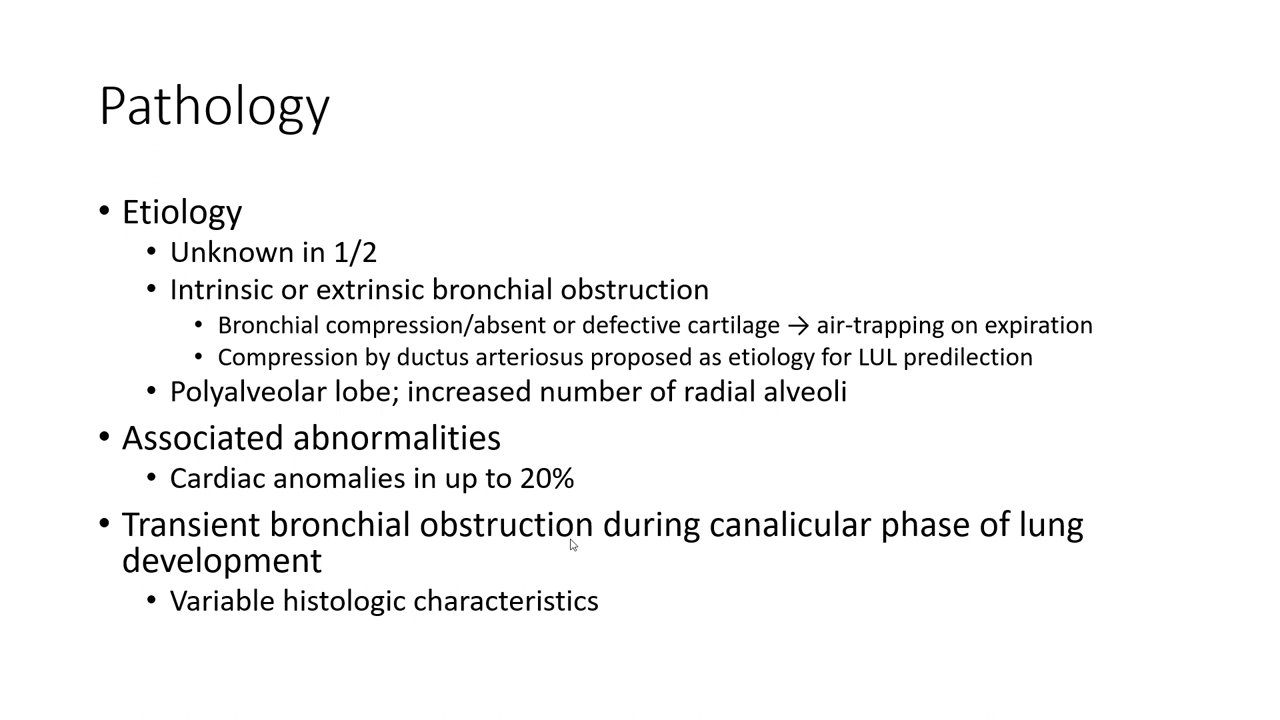 Pathology
• Etiology
• Unknown in 1/2
• Intrinsic or extrinsic bronchial obstruction
• Bronchial compression/absent or defective cartilage → air-trapping on expiration
• Compression by ductus arteriosus proposed as etiology for LUL predilection
• Polyalveolar lobe; increased number of radial alveoli
• Associated abnormalities
• Cardiac anomalies in up to 20%
• Transient bronchial obstruction during canalicular phase of lung
development
• Variable histologic characteristics